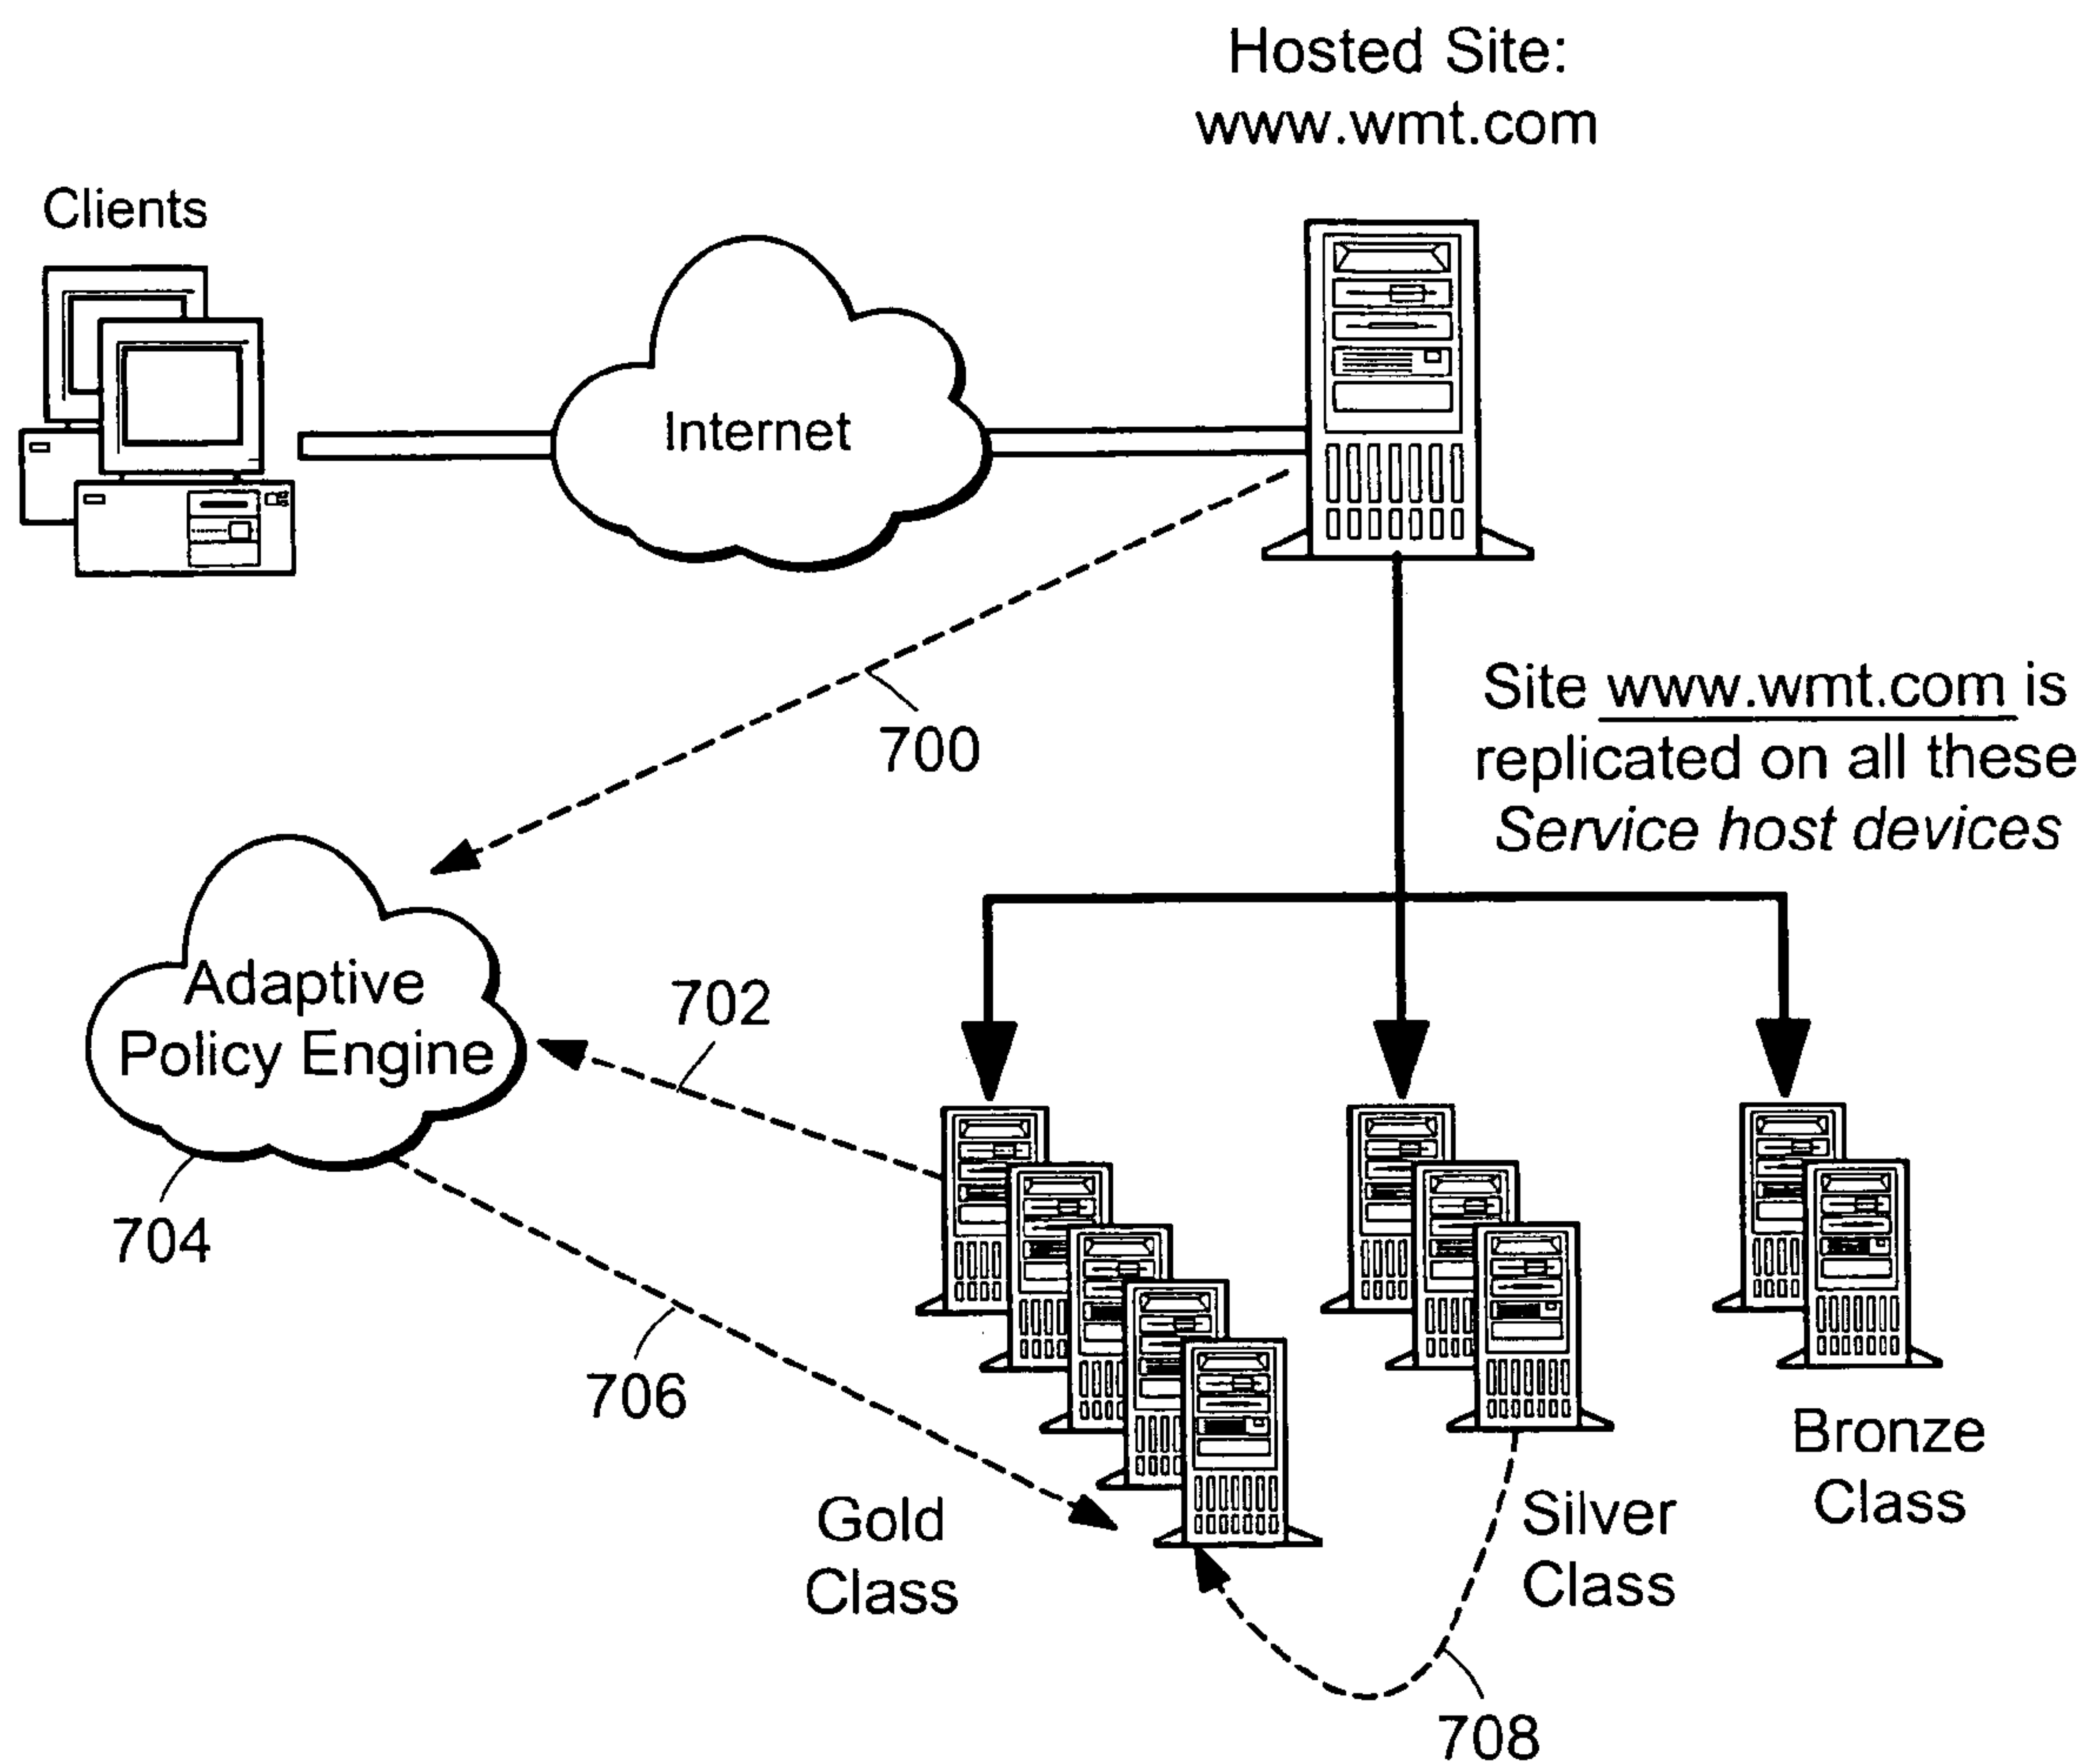 Hosted Site:
www.wmt.com
Clients
Internet
Site www.wmt.com is
replicated on all these
Service host devices
700
Adaptive
Policy Engine
702
704
706
Gold
Class
Silver
Class
Bronze
Class
708